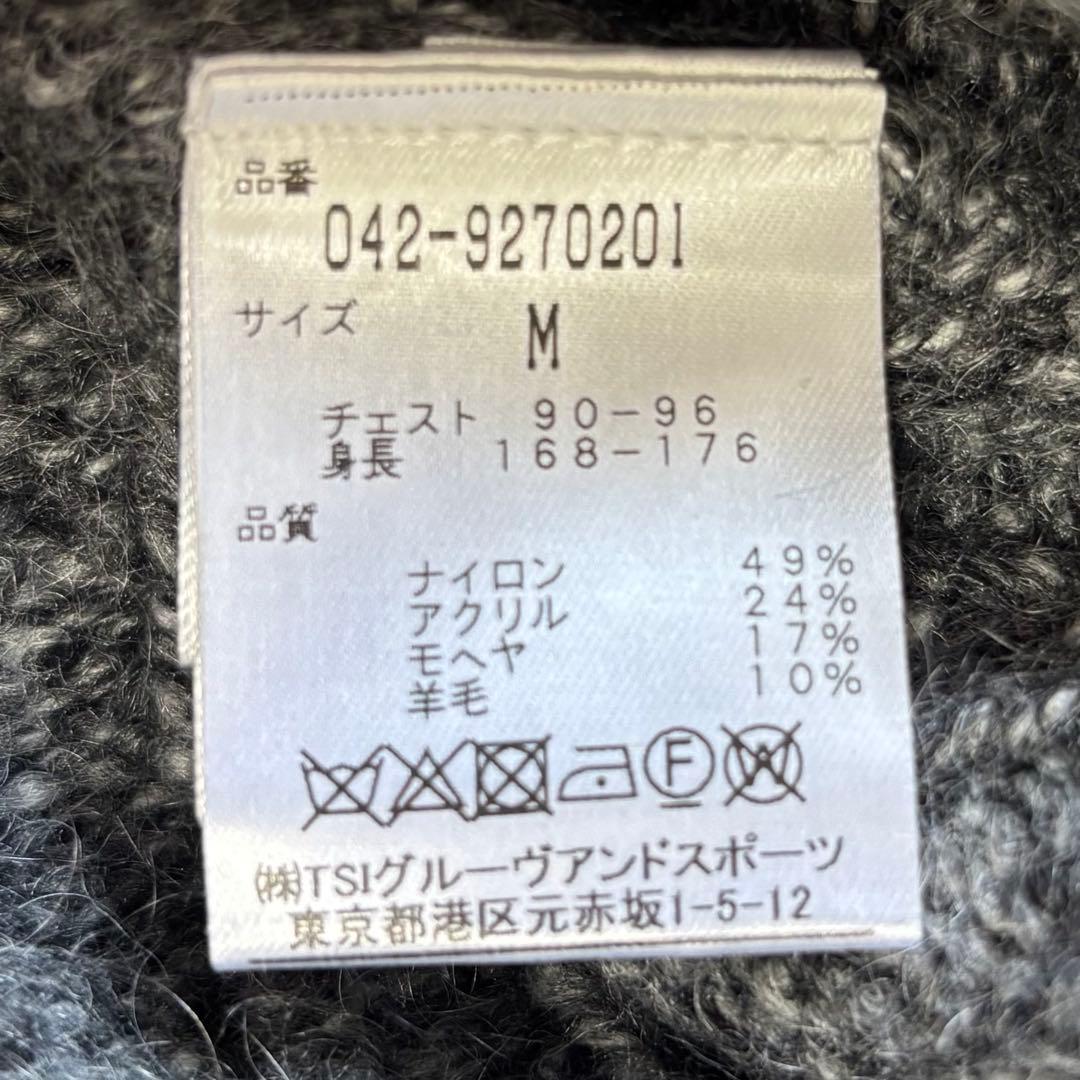 品番
042-9270201
サイズ M
チェスト 90-96
身長 168-176
品質
ナイロン 49%
アクリル 24%
モヘヤ 17%
羊毛 10%
F W
㈱TSIグルーヴアンドスポーツ
東京都港区元赤坂1-5-12